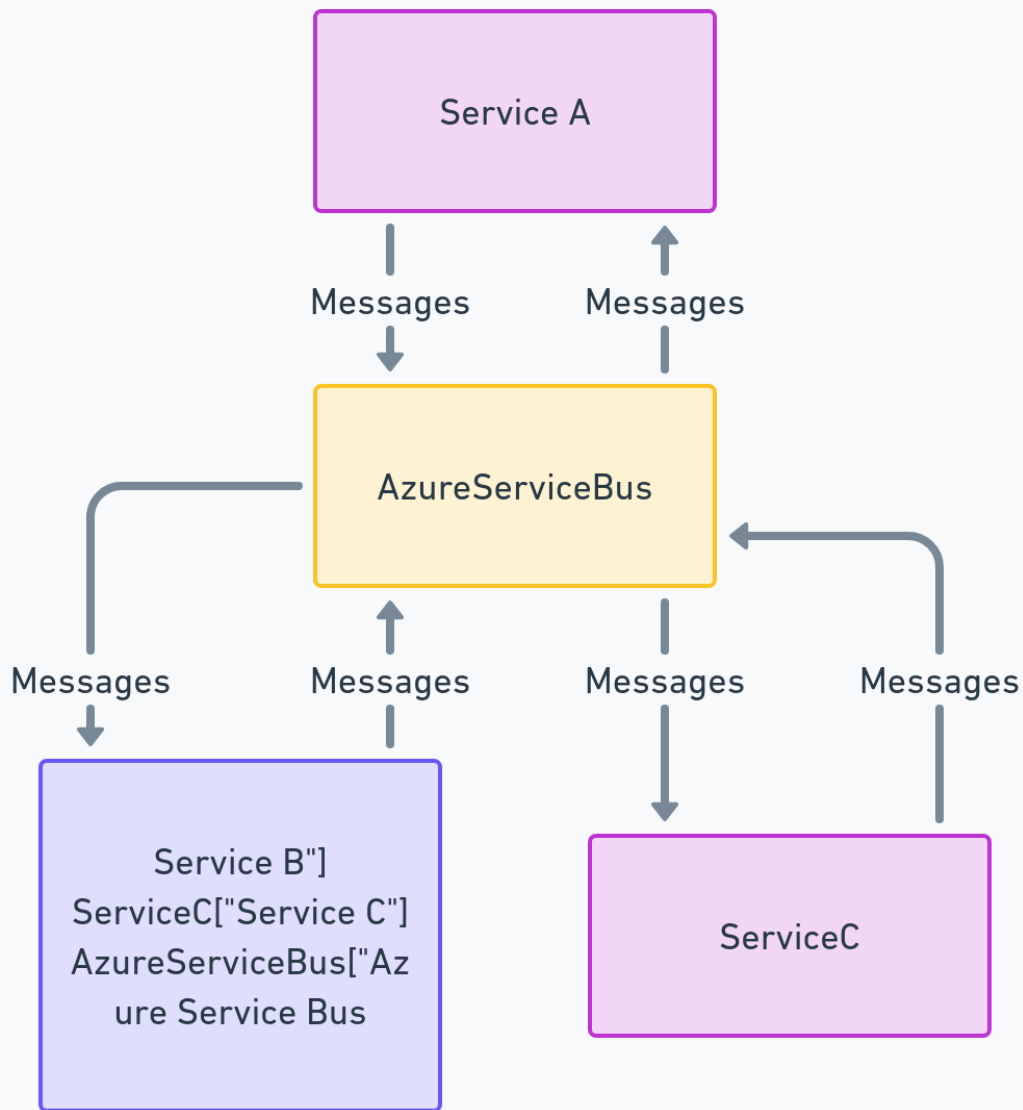 Service A
Messages
Messages
AzureServiceBus
Messages
Messages
Messages
Messages
Service B"]
ServiceC["Service C"]
AzureServiceBus["Az
ure Service Bus
ServiceC